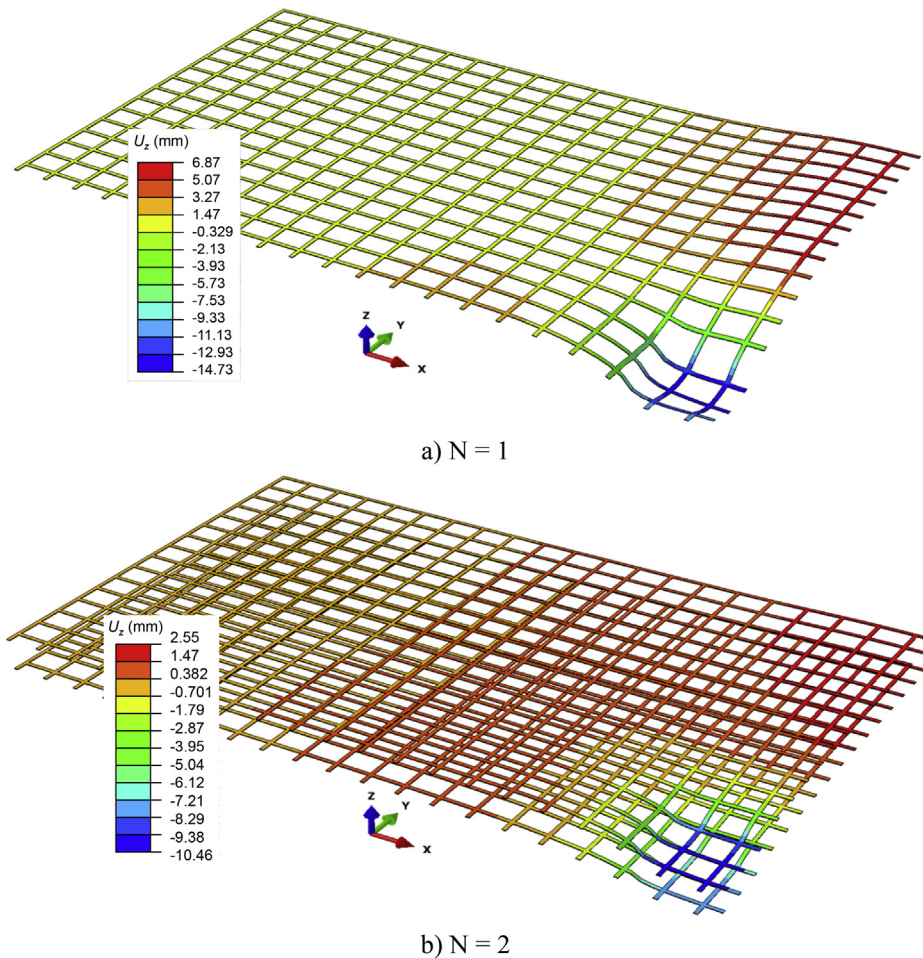 U_z (mm)
6.87
5.07
3.27
1.47
-0.329
-2.13
-3.93
-5.73
-7.53
-9.33
-11.13
-12.93
-14.73
Z
Y
X
a) N = 1
U_z (mm)
2.55
1.47
0.382
-0.701
-1.79
-2.87
-3.95
-5.04
-6.12
-7.21
-8.29
-9.38
-10.46
Z
Y
X
b) N = 2